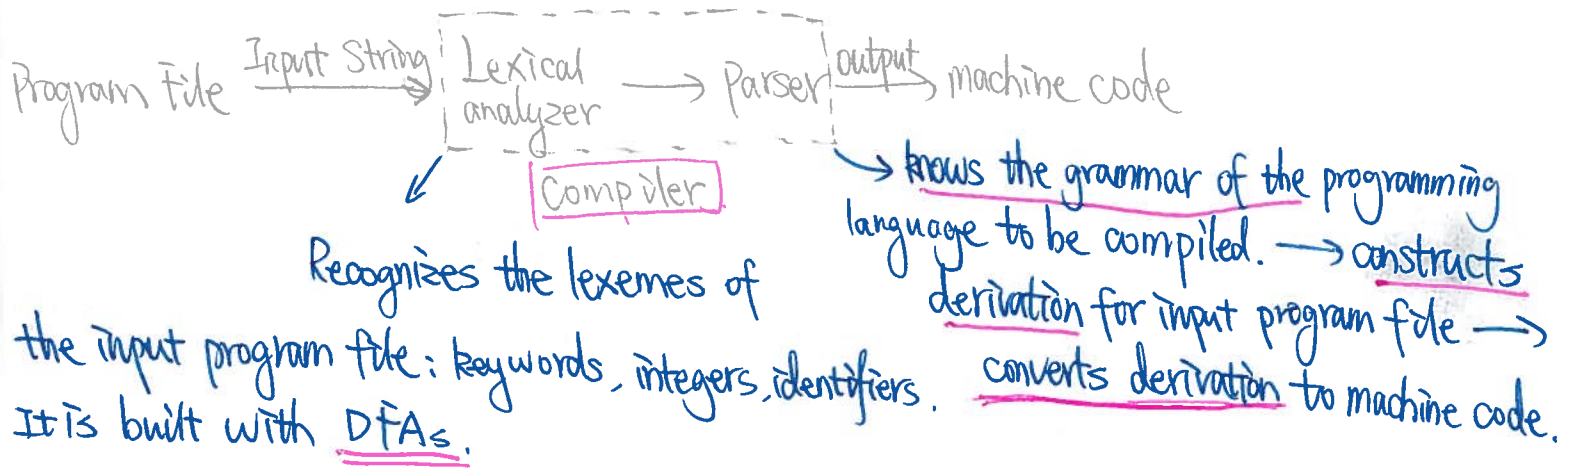 Program File Input String Lexical analyzer Parser output machine code
Compiler
Recognizes the lexemes of
the input program file: keywords, integers, identifiers.
It is built with DFAs.
knows the grammar of the programming
language to be compiled. → constructs
derivation for input program file →
converts derivation to machine code.